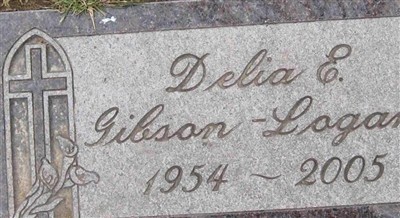 Delia E.
Gibson-Logan
1954 ~ 2005